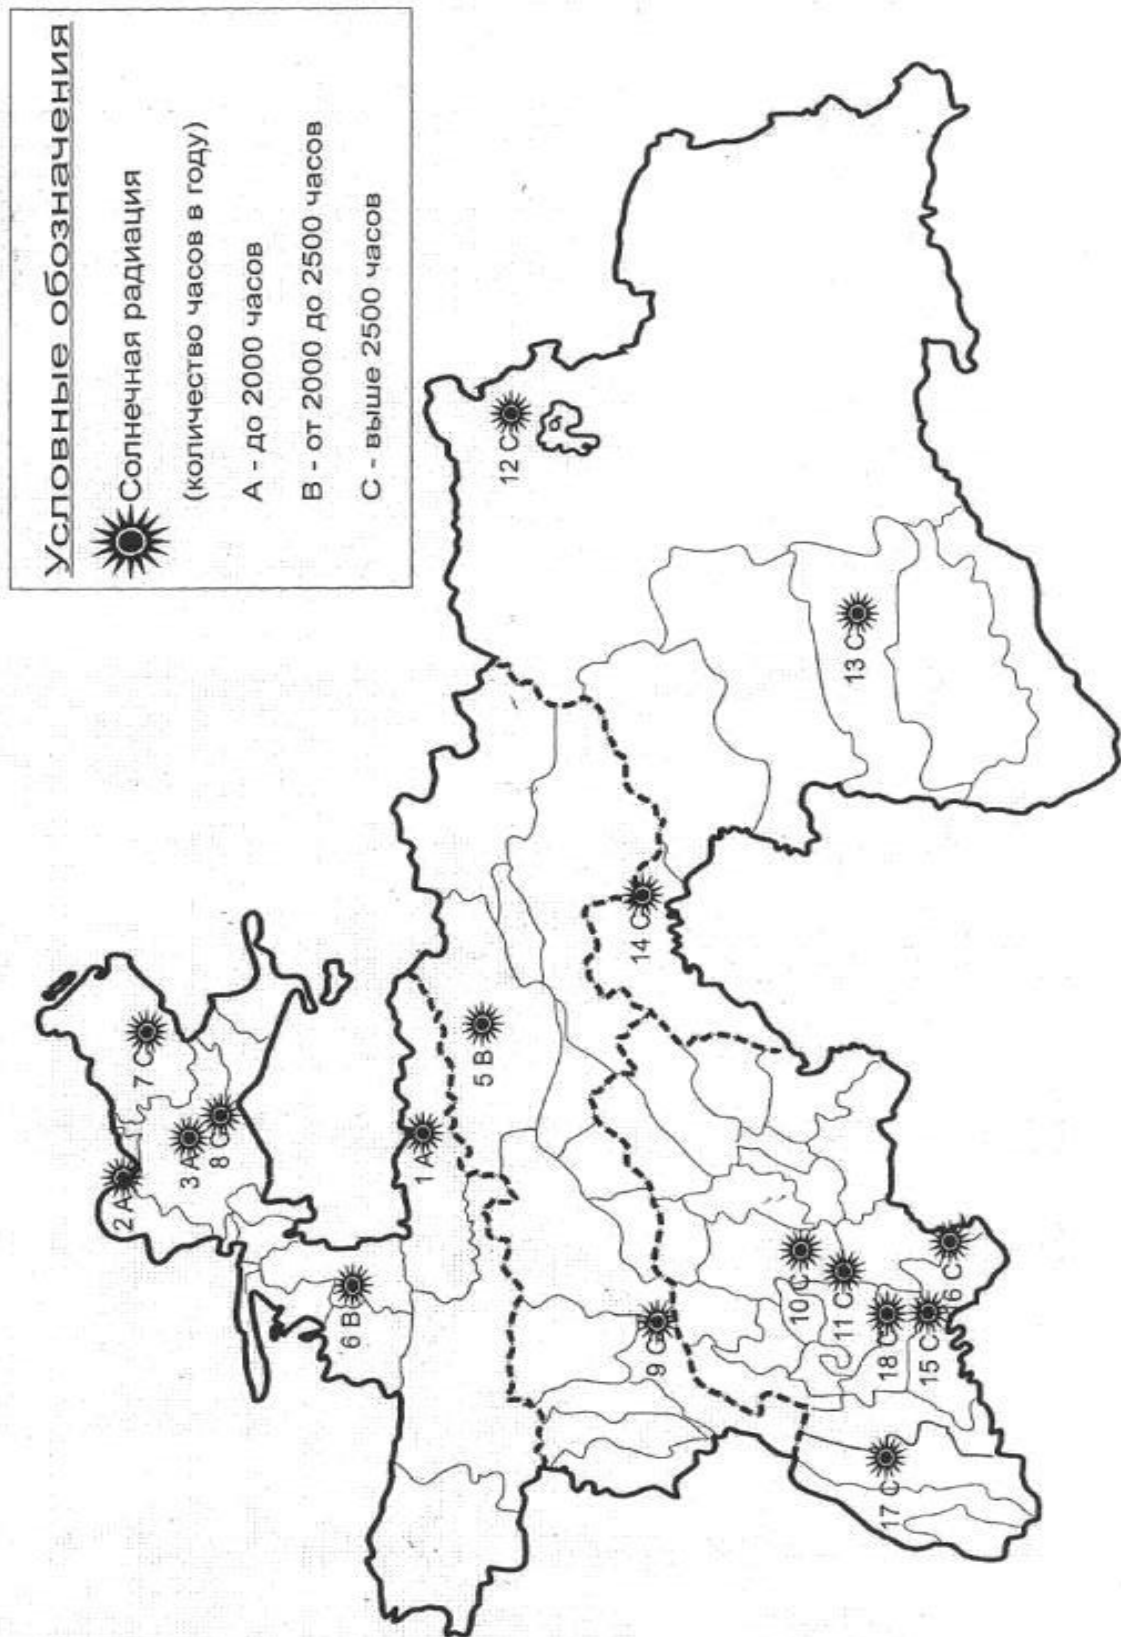 Условные обозначения
Солнечная радиация
(количество часов в году)
А - до 2000 часов
В - от 2000 до 2500 часов
С - выше 2500 часов
2 А
7 С
3 А
8 С
6 В
1 А
5 В
12 С
14 С
9 С
10 С
11 С
13 С
17 С
18 С
15 С
16 С